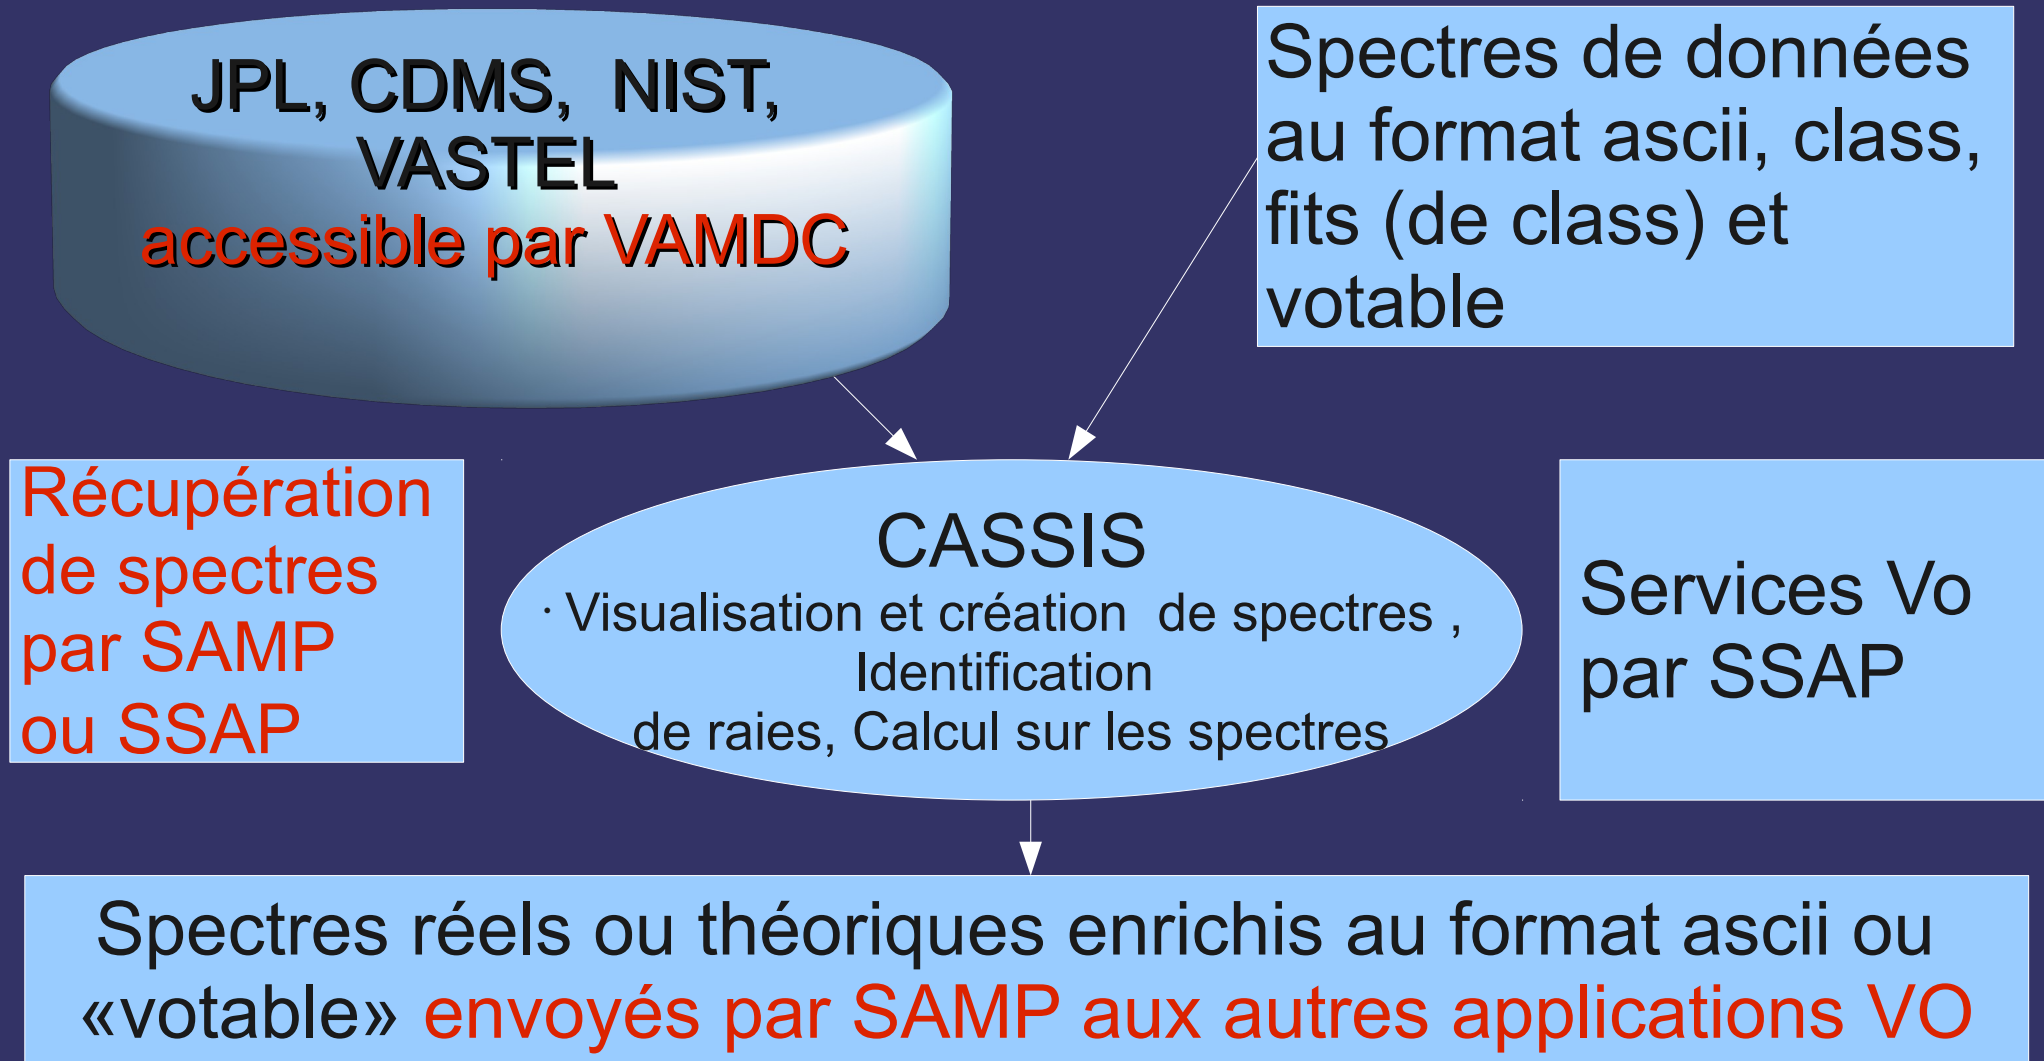 JPL, CDMS, NIST,
VASTEL
accessible par VAMDC
Spectres de données
au format ascii, class,
fits (de class) et
votable
Récupération
de spectres
par SAMP
ou SSAP
CASSIS
· Visualisation et création de spectres ,
Identification
de raies, Calcul sur les spectres
Services Vo
par SSAP
Spectres réels ou théoriques enrichis au format ascii ou
«votable» envoyés par SAMP aux autres applications VO